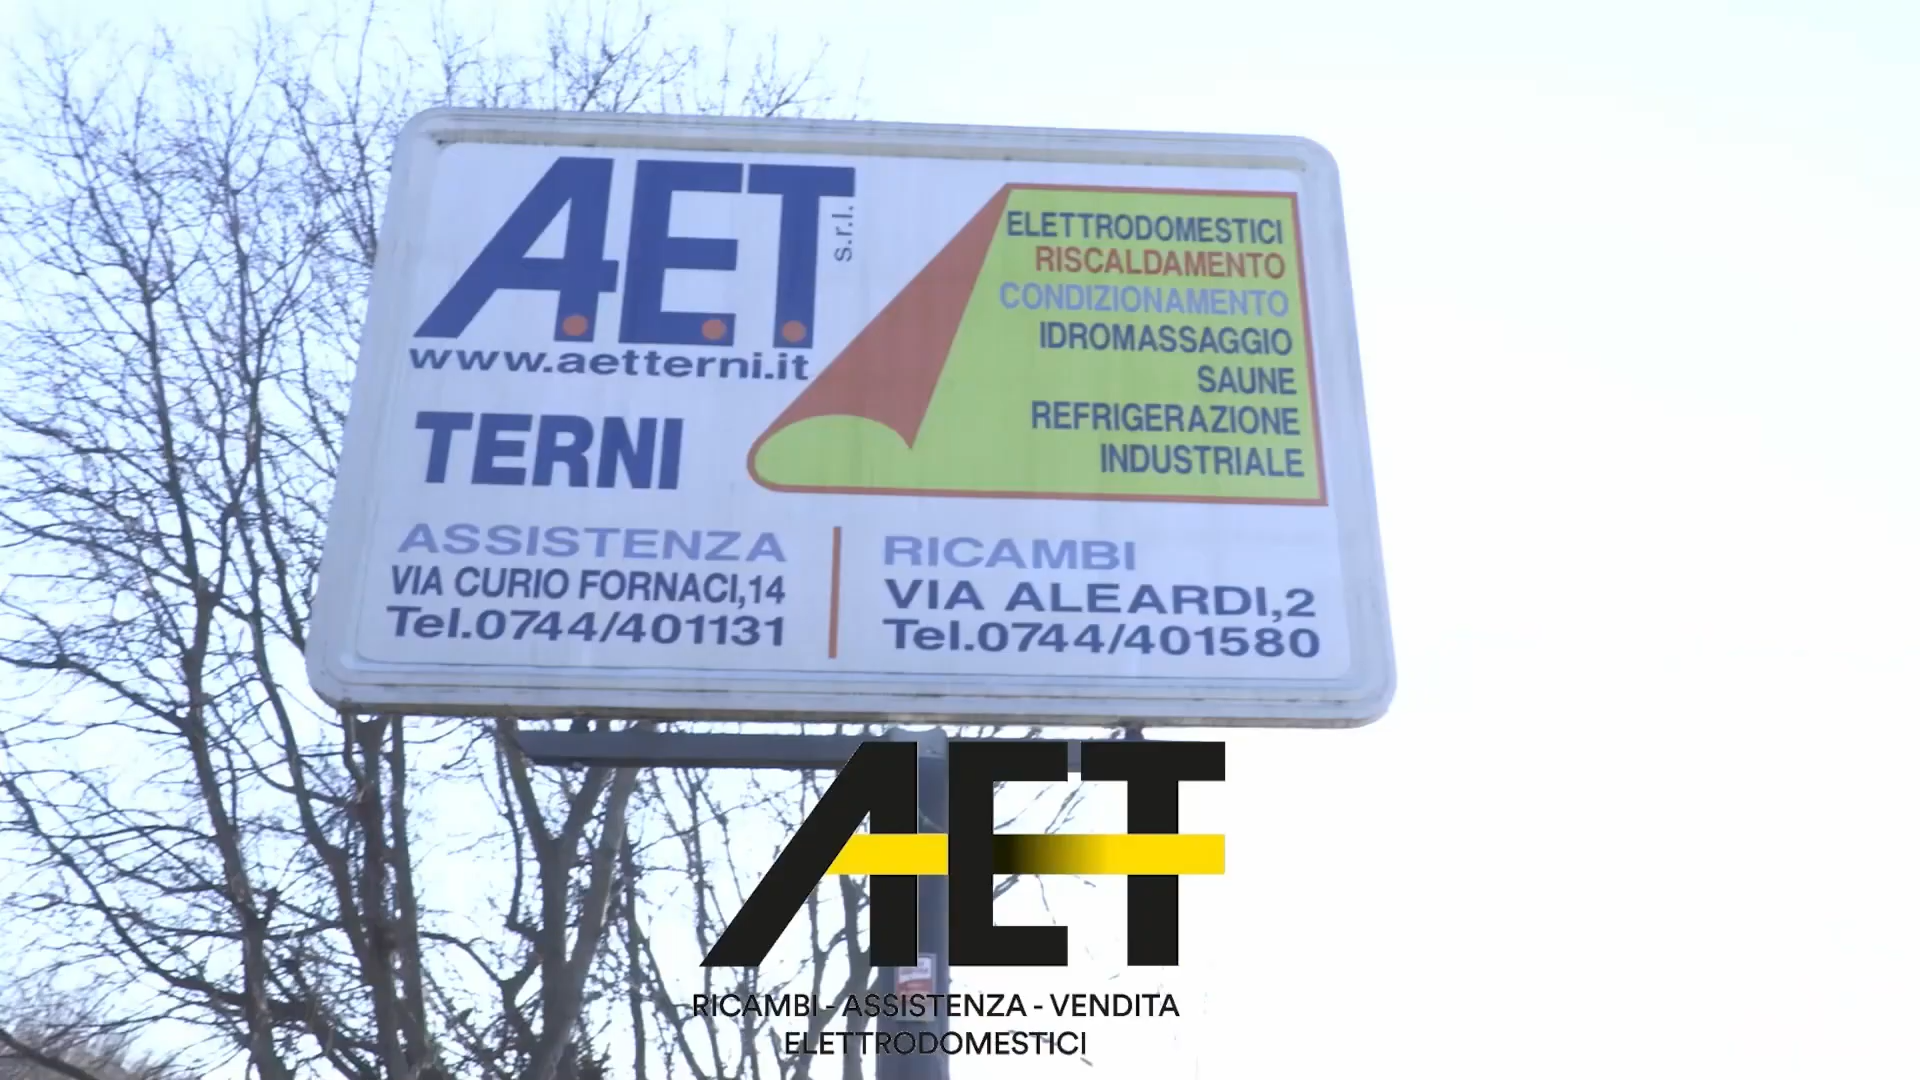 A.E.T. s.r.l.
www.aetterni.it
TERNI
ELETTRODOMESTICI
RISCALDAMENTO
CONDIZIONAMENTO
IDROMASSAGGIO
SAUNE
REFRIGERAZIONE
INDUSTRIALE
ASSISTENZA
VIA CURIO FORNACI,14
Tel.0744/401131
RICAMBI
VIA ALEARDI,2
Tel.0744/401580
AET
RICAMBI - ASSISTENZA - VENDITA
ELETTRODOMESTICI